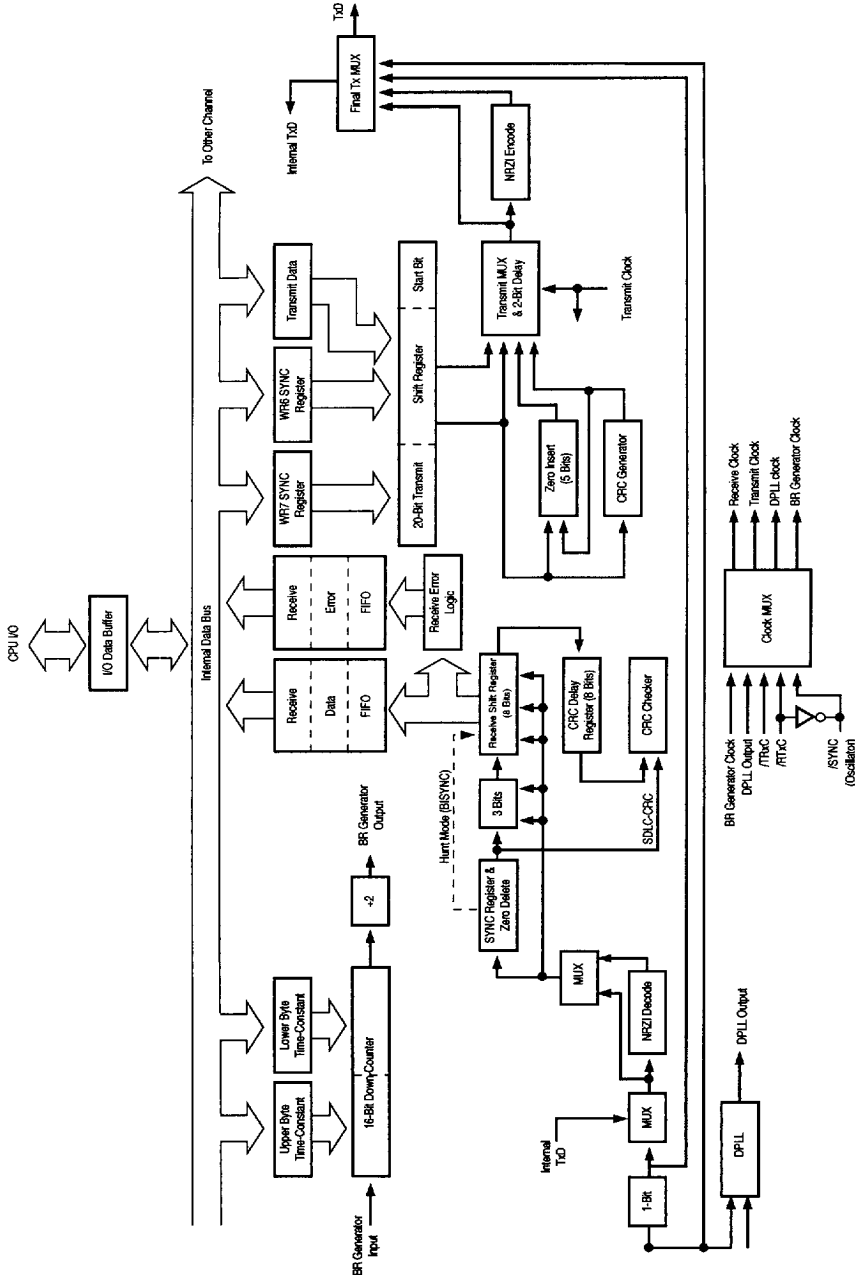 CPU I/O
I/O Data Buffer
Internal Data Bus
To Other Channel
Upper Byte
Time-Constant
Lower Byte
Time-Constant
16-Bit Down-Counter
BR Generator
Input
÷2
BR Generator
Output
Receive
Data
FIFO
Receive
Error
FIFO
Receive Error
Logic
WR7 SYNC
Register
WR6 SYNC
Register
Transmit Data
20-Bit Transmit
Shift Register
Start Bit
Hunt Mode (BISYNC)
SYNC Register &
Zero Delete
3 Bits
Receive Shift Register
(8 Bits)
CRC Delay
Register (8 Bits)
CRC Checker
SDLC-CRC
Zero Insert
(5 Bits)
CRC Generator
Transmit MUX
& 2-Bit Delay
Transmit Clock
NRZI Encode
Final Tx MUX
Internal TxD
TxD
Internal
TxD
1-Bit
MUX
NRZI Decode
MUX
DPLL
DPLL Output
BR Generator Clock
DPLL Output
/TRxC
/RTxC
/SYNC
(Oscillator)
Clock MUX
Receive Clock
Transmit Clock
DPLL clock
BR Generator Clock